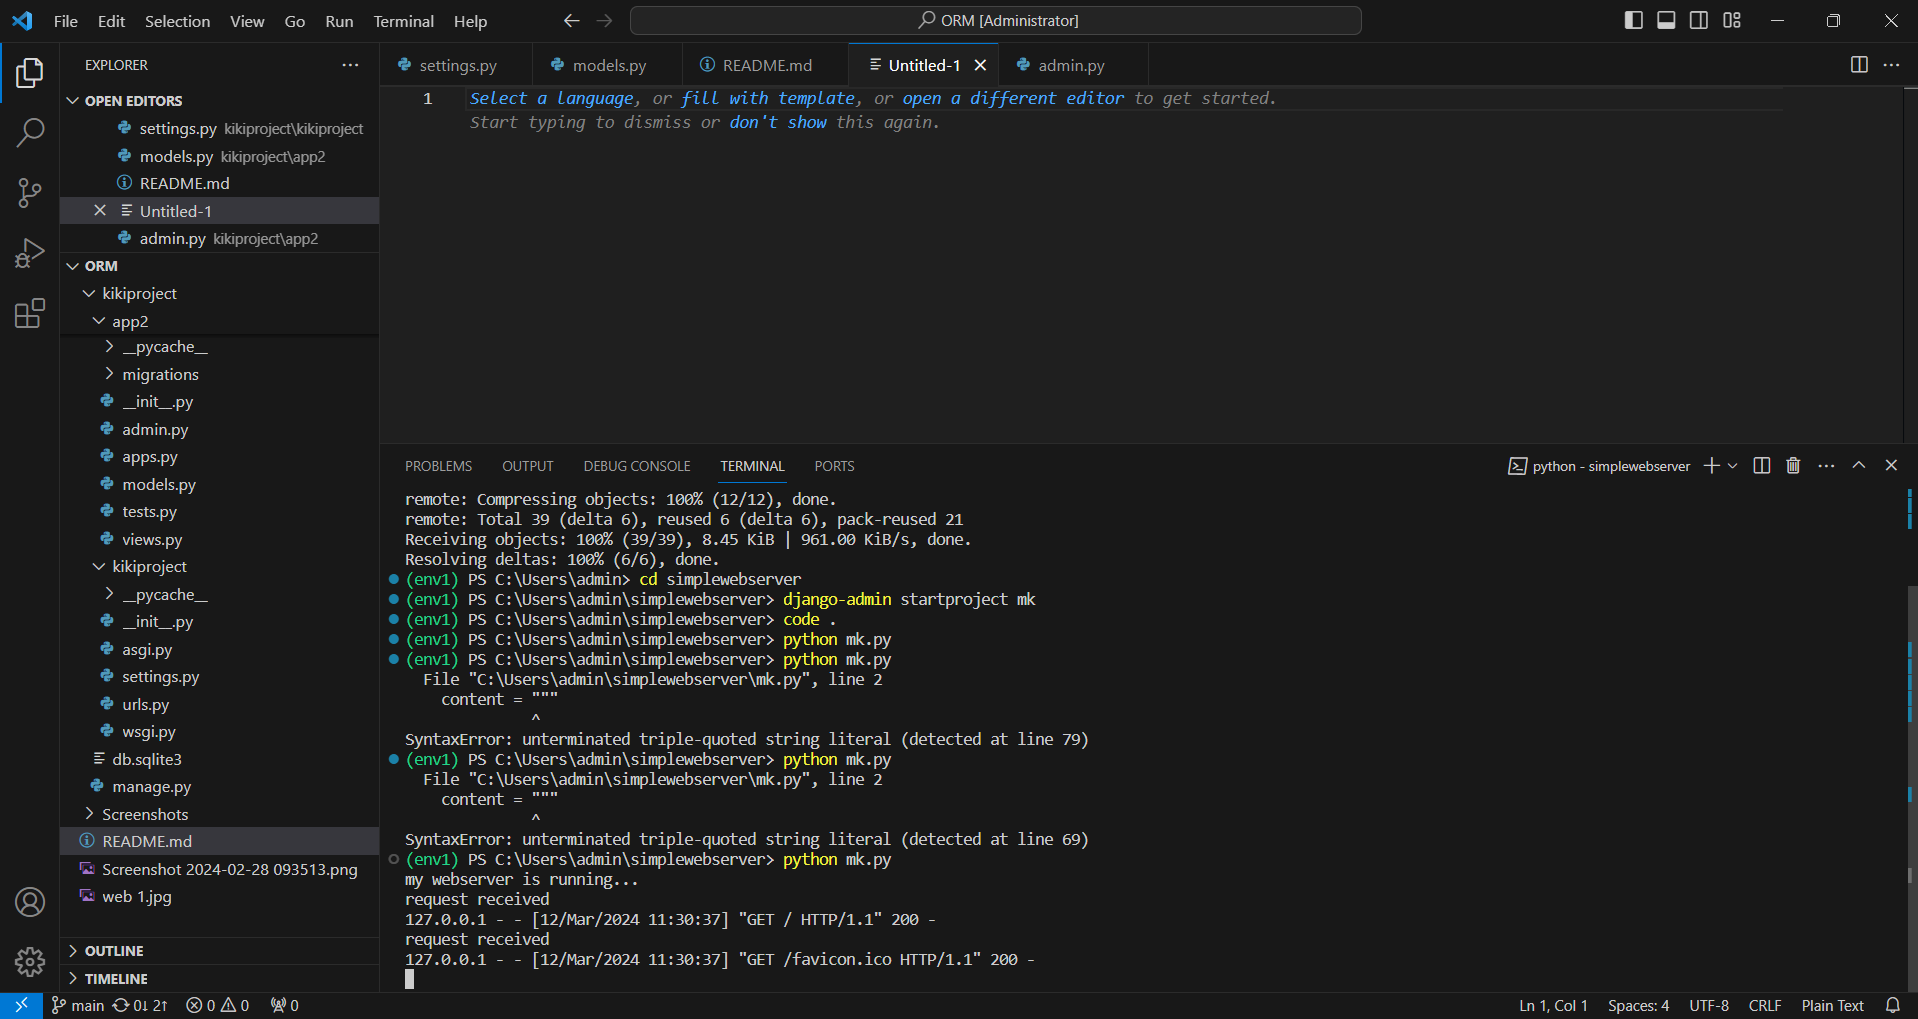 File Edit Selection View Go Run Terminal Help
ORM [Administrator]
EXPLORER
OPEN EDITORS
settings.py kikiproject\kikiproject
models.py kikiproject\app2
README.md
Untitled-1
admin.py kikiproject\app2
ORM
kikiproject
app2
__pycache__
migrations
__init__.py
admin.py
apps.py
models.py
tests.py
views.py
kikiproject
__pycache__
__init__.py
asgi.py
settings.py
urls.py
wsgi.py
db.sqlite3
manage.py
Screenshots
README.md
Screenshot 2024-02-28 093513.png
web 1.jpg
OUTLINE
TIMELINE
settings.py models.py README.md Untitled-1 admin.py
1 Select a language, or fill with template, or open a different editor to get started.
Start typing to dismiss or don't show this again.
PROBLEMS OUTPUT DEBUG CONSOLE TERMINAL PORTS
python - simplewebserver
remote: Compressing objects: 100% (12/12), done.
remote: Total 39 (delta 6), reused 6 (delta 6), pack-reused 21
Receiving objects: 100% (39/39), 8.45 KiB | 961.00 KiB/s, done.
Resolving deltas: 100% (6/6), done.
(env1) PS C:\Users\admin> cd simplewebserver
(env1) PS C:\Users\admin\simplewebserver> django-admin startproject mk
(env1) PS C:\Users\admin\simplewebserver> code .
(env1) PS C:\Users\admin\simplewebserver> python mk.py
(env1) PS C:\Users\admin\simplewebserver> python mk.py
File "C:\Users\admin\simplewebserver\mk.py", line 2
content = """
^
SyntaxError: unterminated triple-quoted string literal (detected at line 79)
(env1) PS C:\Users\admin\simplewebserver> python mk.py
File "C:\Users\admin\simplewebserver\mk.py", line 2
content = """
^
SyntaxError: unterminated triple-quoted string literal (detected at line 69)
(env1) PS C:\Users\admin\simplewebserver> python mk.py
my webserver is running...
request received
127.0.0.1 - - [12/Mar/2024 11:30:37] "GET / HTTP/1.1" 200 -
request received
127.0.0.1 - - [12/Mar/2024 11:30:37] "GET /favicon.ico HTTP/1.1" 200 -
main 0↓ 2↑ 0 0 0
Ln 1, Col 1 Spaces: 4 UTF-8 CRLF Plain Text